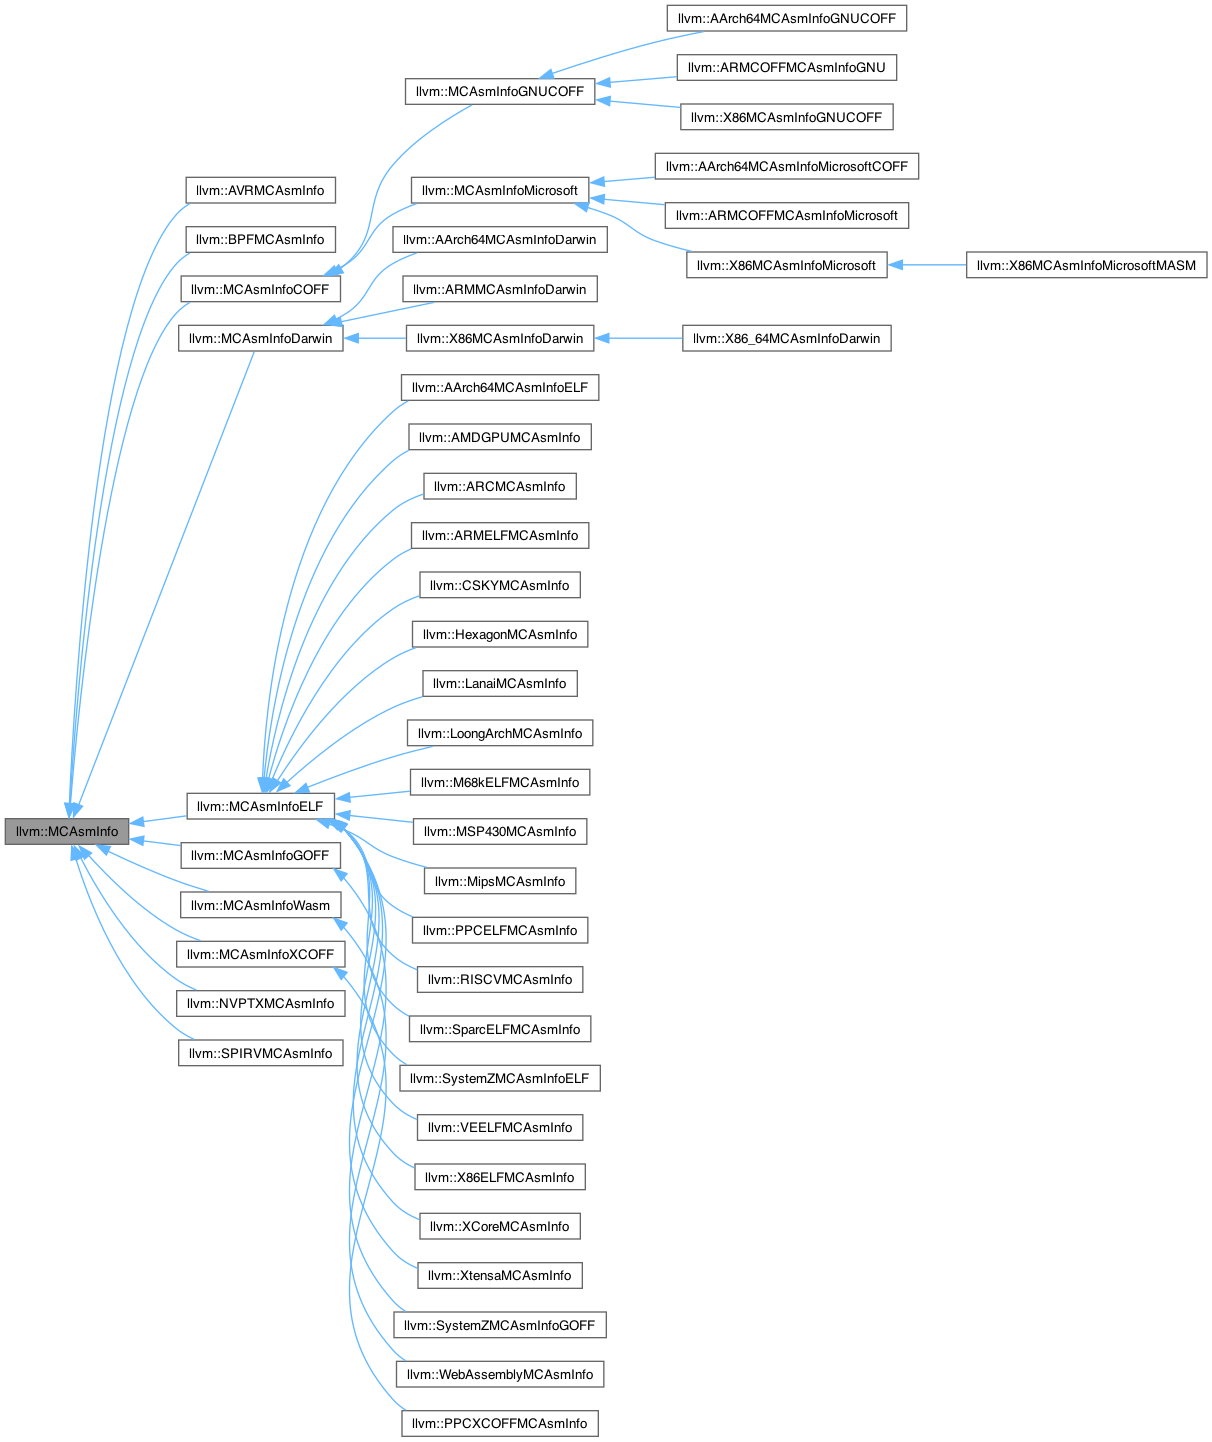 llvm::AArch64MCAsmInfoGNUCOFF
llvm::ARMCOFFMCAsmInfoGNU
llvm::MCAsmInfoGNUCOFF
llvm::X86MCAsmInfoGNUCOFF
llvm::AArch64MCAsmInfoMicrosoftCOFF
llvm::AVRMCAsmInfo
llvm::MCAsmInfoMicrosoft
llvm::ARMCOFFMCAsmInfoMicrosoft
llvm::BPFMCAsmInfo
llvm::AArch64MCAsmInfoDarwin
llvm::X86MCAsmInfoMicrosoft
llvm::X86MCAsmInfoMicrosoftMASM
llvm::MCAsmInfoCOFF
llvm::ARMMCAsmInfoDarwin
llvm::MCAsmInfoDarwin
llvm::X86MCAsmInfoDarwin
llvm::X86_64MCAsmInfoDarwin
llvm::AArch64MCAsmInfoELF
llvm::AMDGPUMCAsmInfo
llvm::ARCMCAsmInfo
llvm::ARMELFMCAsmInfo
llvm::CSKYMCAsmInfo
llvm::HexagonMCAsmInfo
llvm::LanaiMCAsmInfo
llvm::LoongArchMCAsmInfo
llvm::M68kELFMCAsmInfo
llvm::MCAsmInfoELF
llvm::MCAsmInfo
llvm::MSP430MCAsmInfo
llvm::MCAsmInfoGOFF
llvm::MipsMCAsmInfo
llvm::MCAsmInfoWasm
llvm::PPCELFMCAsmInfo
llvm::MCAsmInfoXCOFF
llvm::RISCVMCAsmInfo
llvm::NVPTXMCAsmInfo
llvm::SparcELFMCAsmInfo
llvm::SPIRVMCAsmInfo
llvm::SystemZMCAsmInfoELF
llvm::VEELFMCAsmInfo
llvm::X86ELFMCAsmInfo
llvm::XCoreMCAsmInfo
llvm::XtensaMCAsmInfo
llvm::SystemZMCAsmInfoGOFF
llvm::WebAssemblyMCAsmInfo
llvm::PPCXCOFFMCAsmInfo